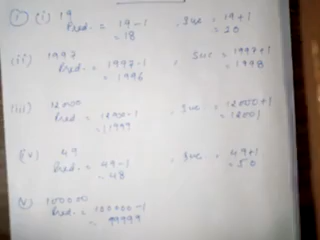 ① (i) 19
Pred. = 19-1 , Suc = 19+1
= 18 = 20
(ii) 1997
Pred. = 1997-1 , Suc = 1997+1
= 1996 = 1998
(iii) 12000
Pred = 12000-1 , Suc = 12000+1
= 11999 = 12001
(iv) 49
Pred. = 49-1 , Suc = 49+1
= 48 = 50
(v) 100000
Pred. = 100000-1
= 99999